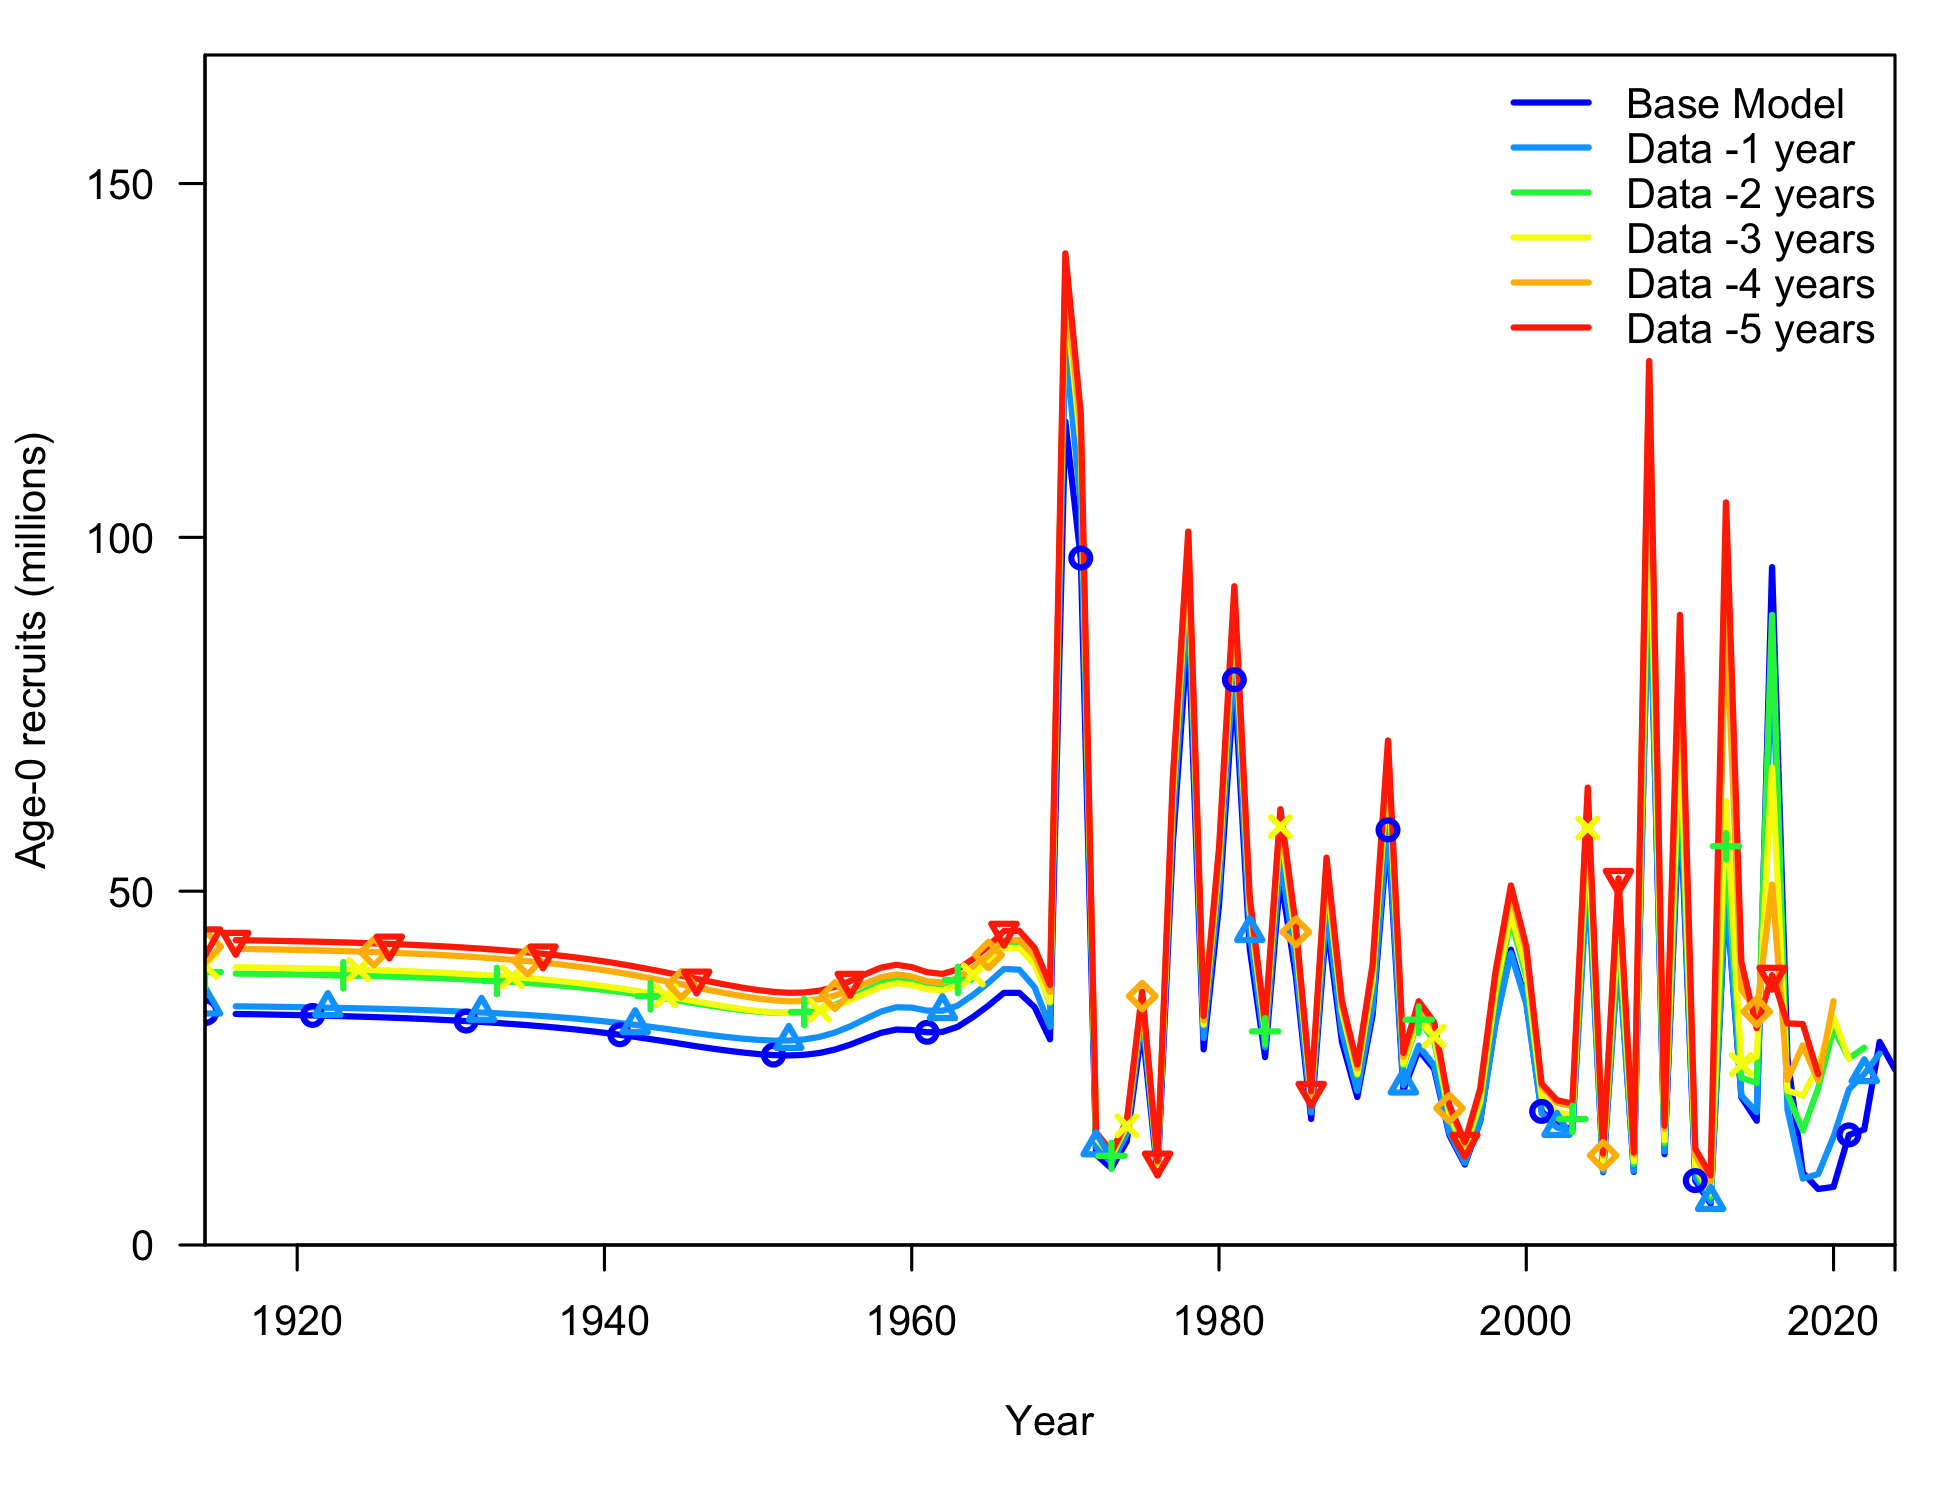 Base Model
Data -1 year
Data -2 years
Data -3 years
Data -4 years
Data -5 years
150
100
50
0
Age-0 recruits (millions)
1920 1940 1960 1980 2000 2020
Year